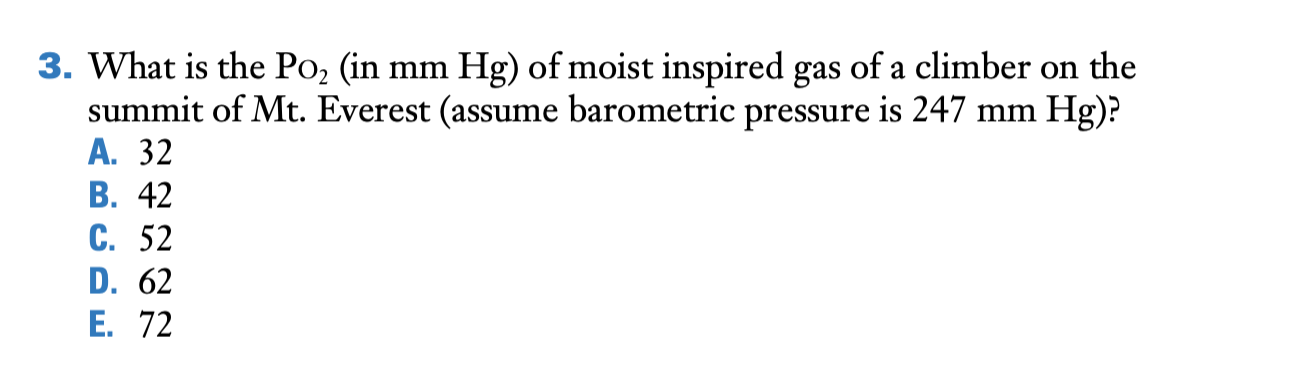 3. What is the PO₂ (in mm Hg) of moist inspired gas of a climber on the
summit of Mt. Everest (assume barometric pressure is 247 mm Hg)?
A. 32
B. 42
C. 52
D. 62
E. 72